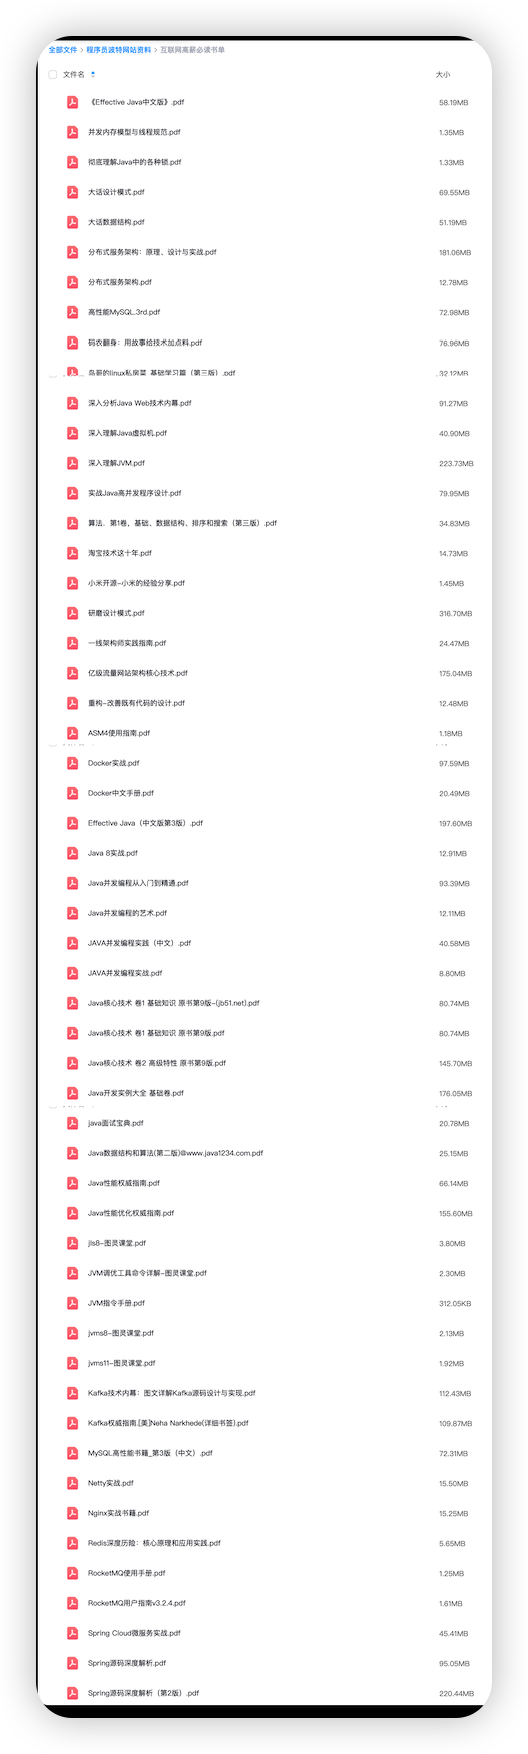 全部文件 > 程序员波特网站资料 > 互联网高薪必读书单
文件名 大小
《Effective Java中文版》.pdf 58.19MB
并发内存模型与线程规范.pdf 1.35MB
彻底理解Java中的各种锁.pdf 1.33MB
大话设计模式.pdf 69.55MB
大话数据结构.pdf 51.19MB
分布式服务架构：原理、设计与实战.pdf 181.06MB
分布式服务架构.pdf 12.78MB
高性能MySQL.3rd.pdf 72.98MB
码农翻身：用故事给技术加点料.pdf 76.96MB
鸟哥的linux私房菜_基础学习篇（第三版）.pdf 32.12MB
深入分析Java Web技术内幕.pdf 91.27MB
深入理解Java虚拟机.pdf 40.90MB
深入理解JVM.pdf 223.73MB
实战Java高并发程序设计.pdf 79.95MB
算法．第1卷，基础、数据结构、排序和搜索（第三版）.pdf 34.83MB
淘宝技术这十年.pdf 14.73MB
小米开源-小米的经验分享.pdf 1.45MB
研磨设计模式.pdf 316.70MB
一线架构师实践指南.pdf 24.47MB
亿级流量网站架构核心技术.pdf 175.04MB
重构-改善既有代码的设计.pdf 12.48MB
ASM4使用指南.pdf 1.18MB
Docker实战.pdf 97.59MB
Docker中文手册.pdf 20.49MB
Effective Java（中文版第3版）.pdf 197.60MB
Java 8实战.pdf 12.91MB
Java并发编程从入门到精通.pdf 93.39MB
Java并发编程的艺术.pdf 12.11MB
JAVA并发编程实践（中文）.pdf 40.58MB
JAVA并发编程实战.pdf 8.80MB
Java核心技术 卷1 基础知识 原书第9版-(jb51.net).pdf 80.74MB
Java核心技术 卷1 基础知识 原书第9版.pdf 80.74MB
Java核心技术 卷2 高级特性 原书第9版.pdf 145.70MB
Java开发实例大全 基础卷.pdf 176.05MB
java面试宝典.pdf 20.78MB
Java数据结构和算法(第二版)@www.java1234.com.pdf 25.15MB
Java性能权威指南.pdf 66.14MB
Java性能优化权威指南.pdf 155.60MB
jls8-图灵课堂.pdf 3.80MB
JVM调优工具命令详解-图灵课堂.pdf 2.30MB
JVM指令手册.pdf 312.05KB
jvms8-图灵课堂.pdf 2.13MB
jvms11-图灵课堂.pdf 1.92MB
Kafka技术内幕：图文详解Kafka源码设计与实现.pdf 112.43MB
Kafka权威指南.[美]Neha Narkhede(详细书签).pdf 109.87MB
MySQL高性能书籍_第3版（中文）.pdf 72.31MB
Netty实战.pdf 15.50MB
Nginx实战书籍.pdf 15.25MB
Redis深度历险：核心原理和应用实践.pdf 5.65MB
RocketMQ使用手册.pdf 1.25MB
RocketMQ用户指南v3.2.4.pdf 1.61MB
Spring Cloud微服务实战.pdf 45.41MB
Spring源码深度解析.pdf 95.05MB
Spring源码深度解析（第2版）.pdf 220.44MB